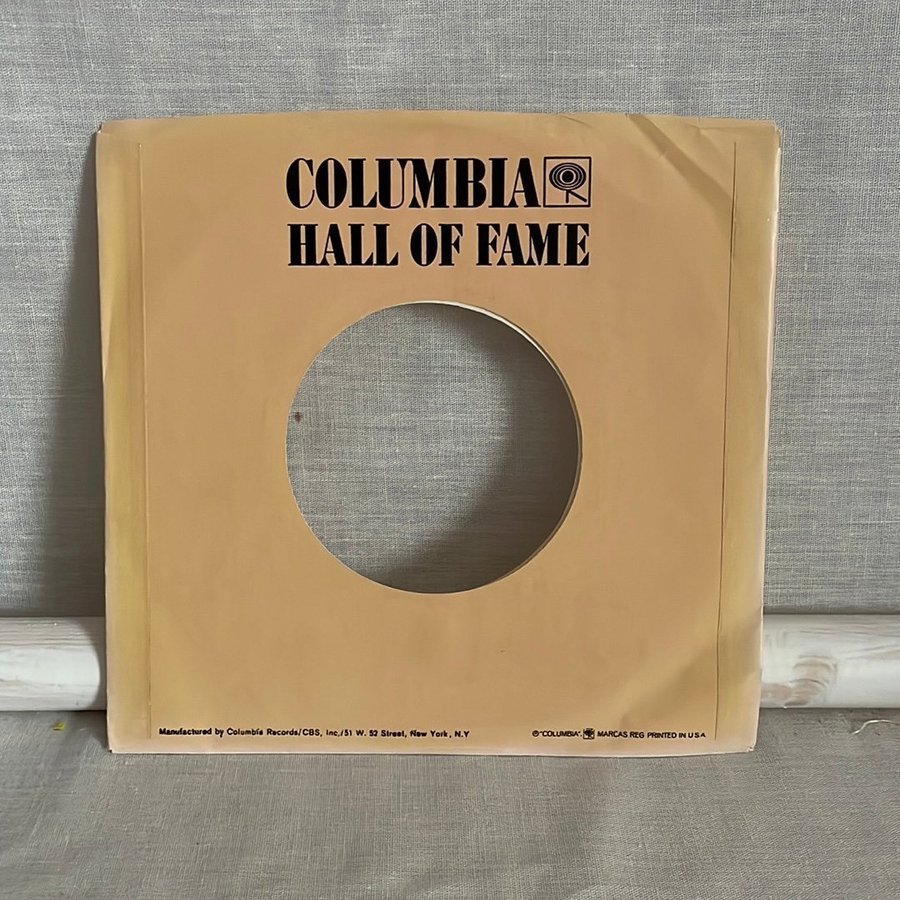 COLUMBIA
HALL OF FAME
Manufactured by Columbia Records/CBS, Inc,/51 W. 52 Street, New York, N.Y
℗"COLUMBIA", MARCAS REG PRINTED IN U.S.A